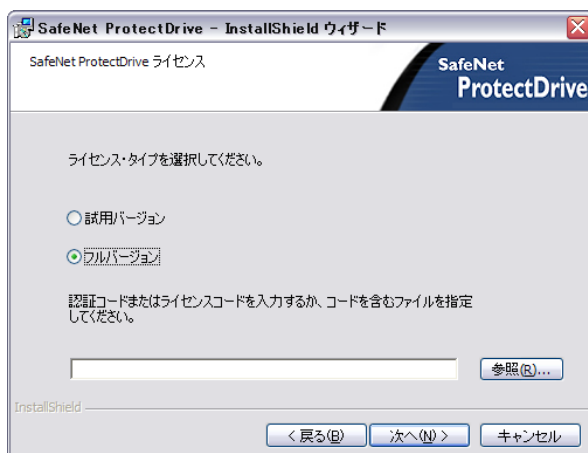 SafeNet ProtectDrive - InstallShield ウィザード
SafeNet ProtectDrive ライセンス
SafeNet
ProtectDrive
ライセンス・タイプを選択してください。
試用バージョン
フルバージョン
認証コードまたはライセンスコードを入力するか、コードを含むファイルを指定
してください。
参照(R)...
InstallShield
< 戻る(B)
次へ(N) >
キャンセル